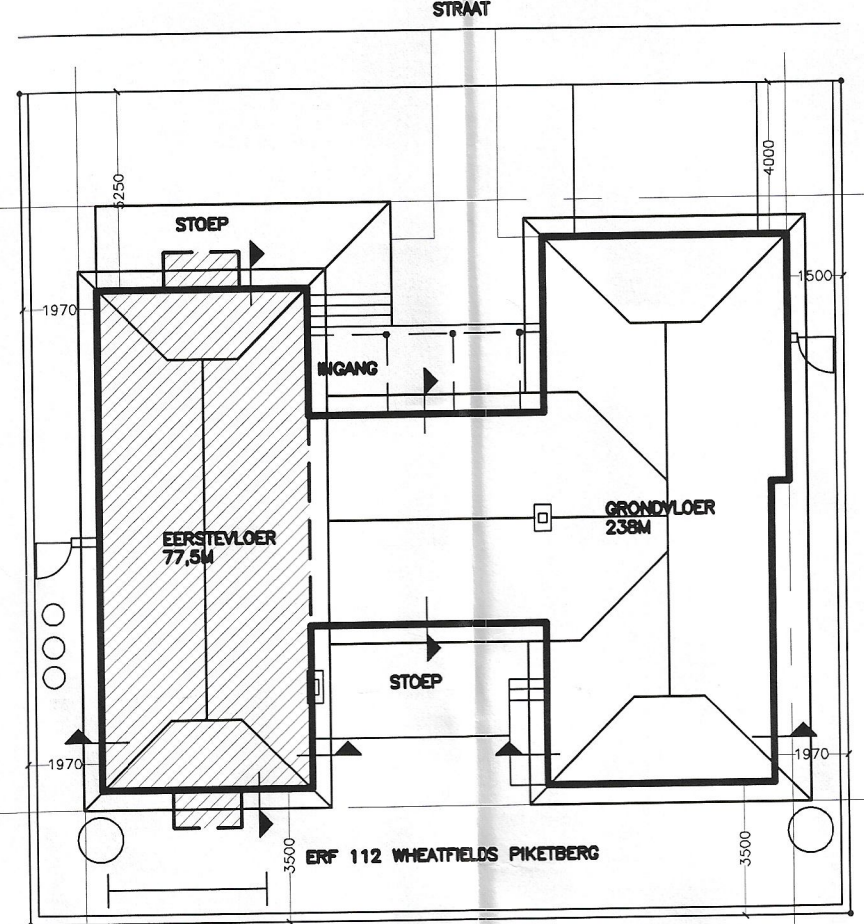 STRAAT
5250
4000
STOEP
1500
1970
INGANG
GRONDVLOER
238M
EERSTEVLOER
77,5M
STOEP
1970
1970
3500
3500
ERF 112 WHEATFIELDS PIKETBERG